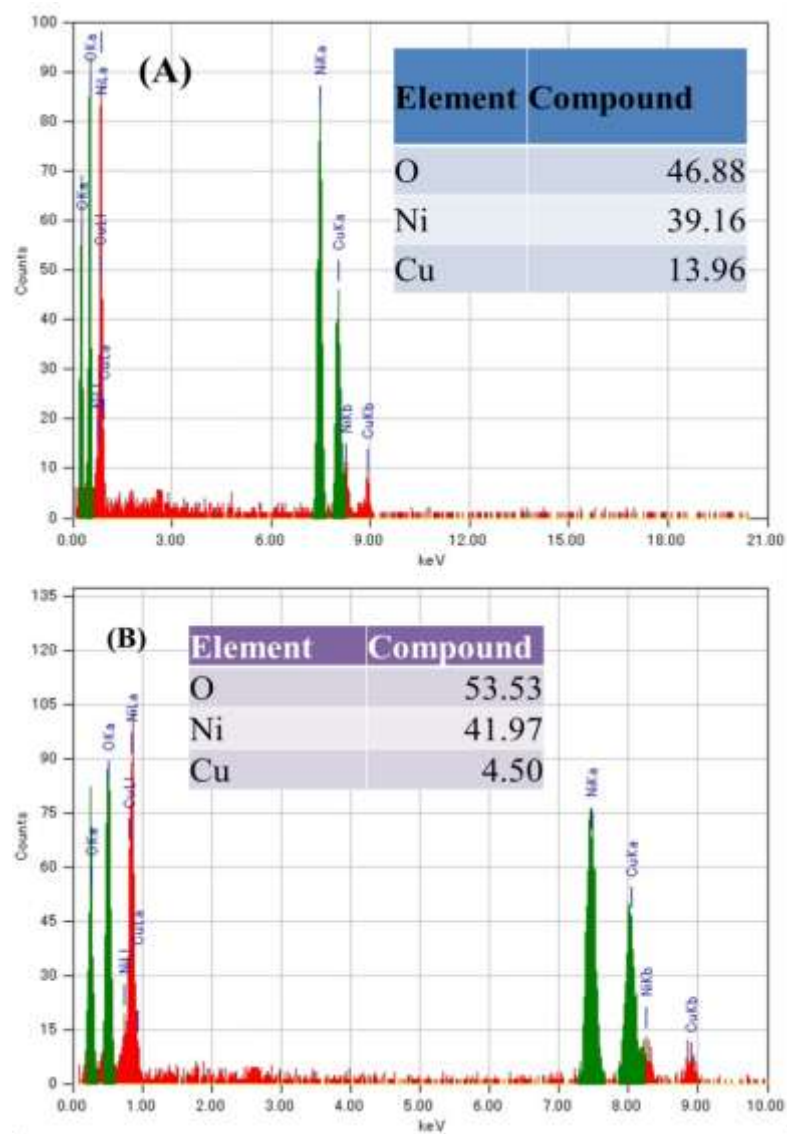 (A)
100
90
80
70
60
50
40
30
20
10
0
Counts
OKa
OKa
NiLa
CuLl
CuLa
NiLl
NiKa
CuKa
NiKb
CuKb
Element Compound
O 46.88
Ni 39.16
Cu 13.96
0.00 3.00 6.00 9.00 12.00 15.00 18.00 21.00
keV
(B)
135
120
105
90
75
60
45
30
15
0
Counts
OKa
OKa
NiLa
CuLl
CuLa
NiLl
NiKa
CuKa
NiKb
CuKb
Element Compound
O 53.53
Ni 41.97
Cu 4.50
0.00 1.00 2.00 3.00 4.00 5.00 6.00 7.00 8.00 9.00 10.00
keV